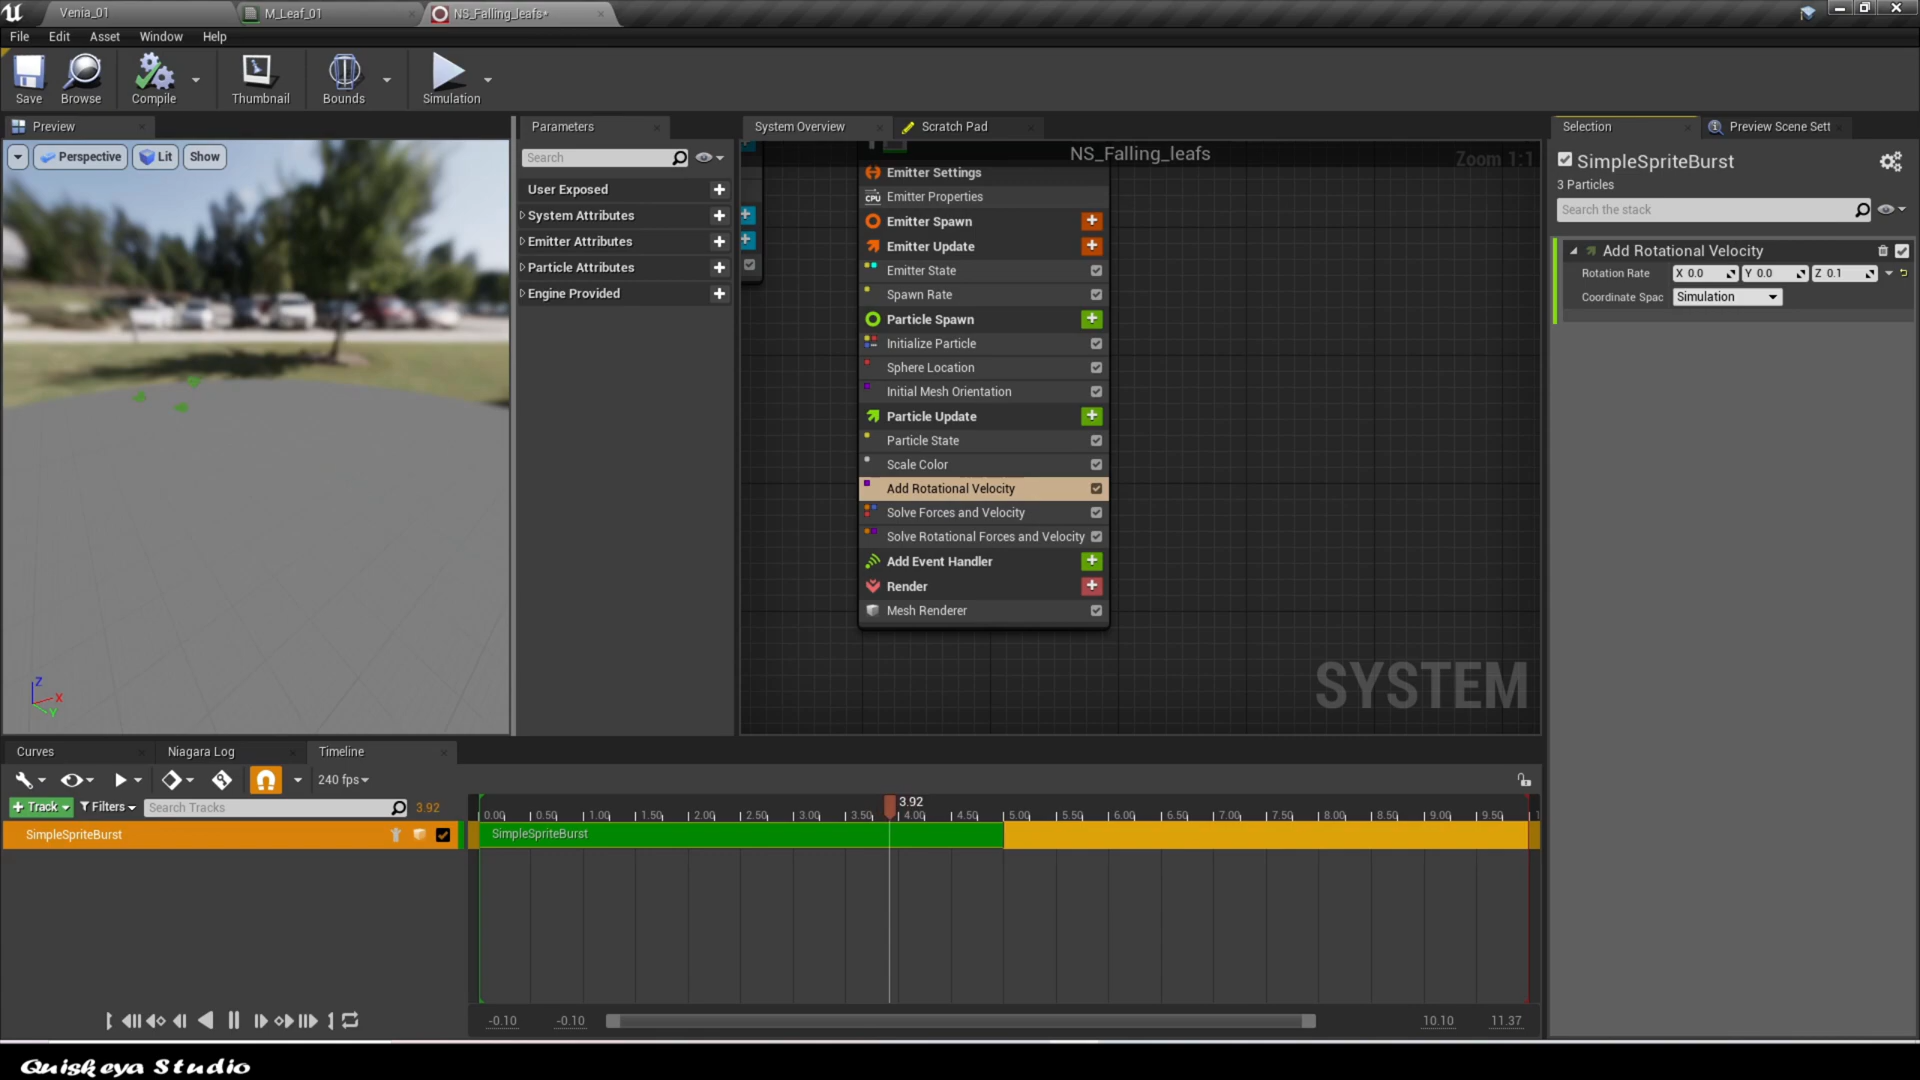 Venia_01
M_Leaf_01
NS_Falling_leafs*
File Edit Asset Window Help
Save
Browse
Compile
Thumbnail
Bounds
Simulation
Preview
Perspective
Lit
Show
Z
X
Y
Parameters
Search
User Exposed
System Attributes
Emitter Attributes
Particle Attributes
Engine Provided
System Overview
Scratch Pad
NS_Falling_leafs
Zoom 1:1
Emitter Settings
CPU Emitter Properties
Emitter Spawn
Emitter Update
Emitter State
Spawn Rate
Particle Spawn
Initialize Particle
Sphere Location
Initial Mesh Orientation
Particle Update
Particle State
Scale Color
Add Rotational Velocity
Solve Forces and Velocity
Solve Rotational Forces and Velocity
Add Event Handler
Render
Mesh Renderer
SYSTEM
Selection
Preview Scene Sett
SimpleSpriteBurst
3 Particles
Search the stack
Add Rotational Velocity
Rotation Rate X 0.0 Y 0.0 Z 0.1
Coordinate Spac Simulation
Curves
Niagara Log
Timeline
240 fps
Track Filters Search Tracks 3.92
SimpleSpriteBurst
3.92
0.00 0.50 1.00 1.50 2.00 2.50 3.00 3.50 4.00 4.50 5.00 5.50 6.00 6.50 7.00 7.50 8.00 8.50 9.00 9.50 1
SimpleSpriteBurst
-0.10 -0.10 10.10 11.37
Quiskeya Studio